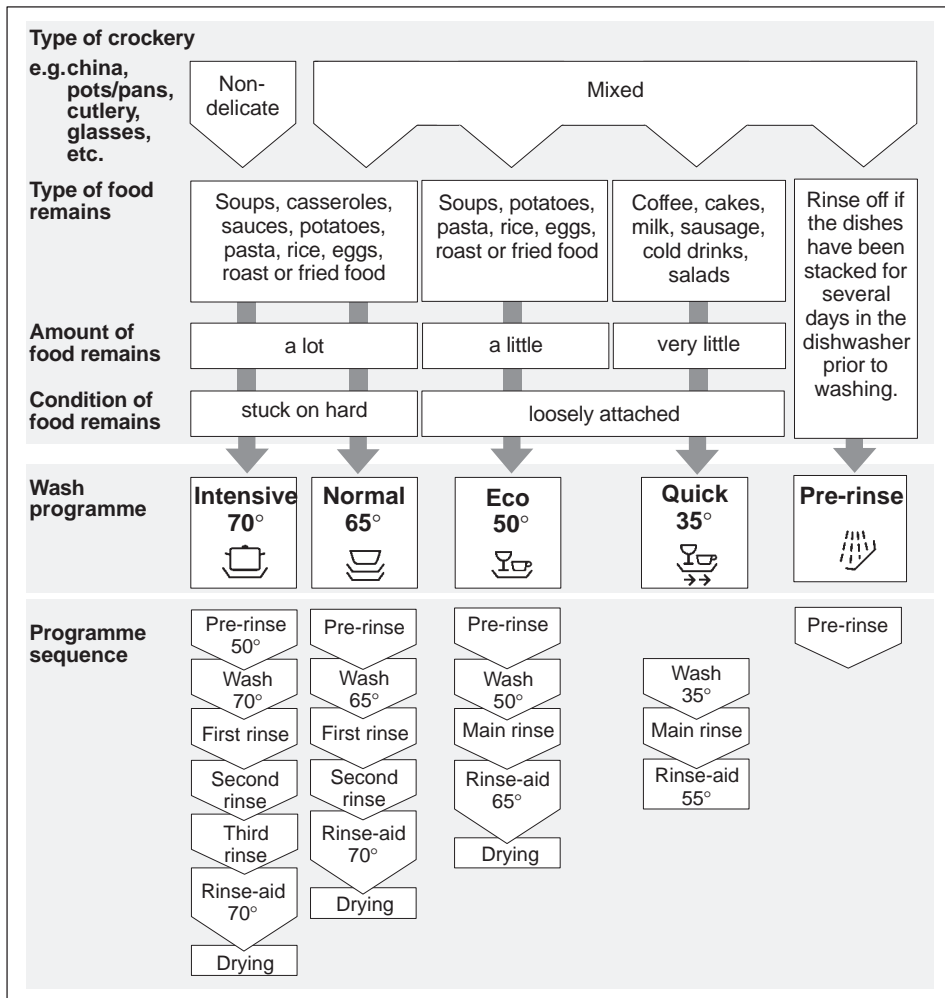 Type of crockery
e.g.china,
pots/pans,
cutlery,
glasses,
etc.
Non-
delicate
Mixed
Type of food
remains
Soups, casseroles,
sauces, potatoes,
pasta, rice, eggs,
roast or fried food
Soups, potatoes,
pasta, rice, eggs,
roast or fried food
Coffee, cakes,
milk, sausage,
cold drinks,
salads
Rinse off if
the dishes
have been
stacked for
several
days in the
dishwasher
prior to
washing.
Amount of
food remains
a lot
a little
very little
Condition of
food remains
stuck on hard
loosely attached
Wash
programme
Intensive
70°
Normal
65°
Eco
50°
Quick
35°
Pre-rinse
Programme
sequence
Pre-rinse
50°
Wash
70°
First rinse
Second
rinse
Third
rinse
Rinse-aid
70°
Drying
Pre-rinse
Wash
65°
First rinse
Second
rinse
Rinse-aid
70°
Drying
Pre-rinse
Wash
50°
Main rinse
Rinse-aid
65°
Drying
Wash
35°
Main rinse
Rinse-aid
55°
Pre-rinse